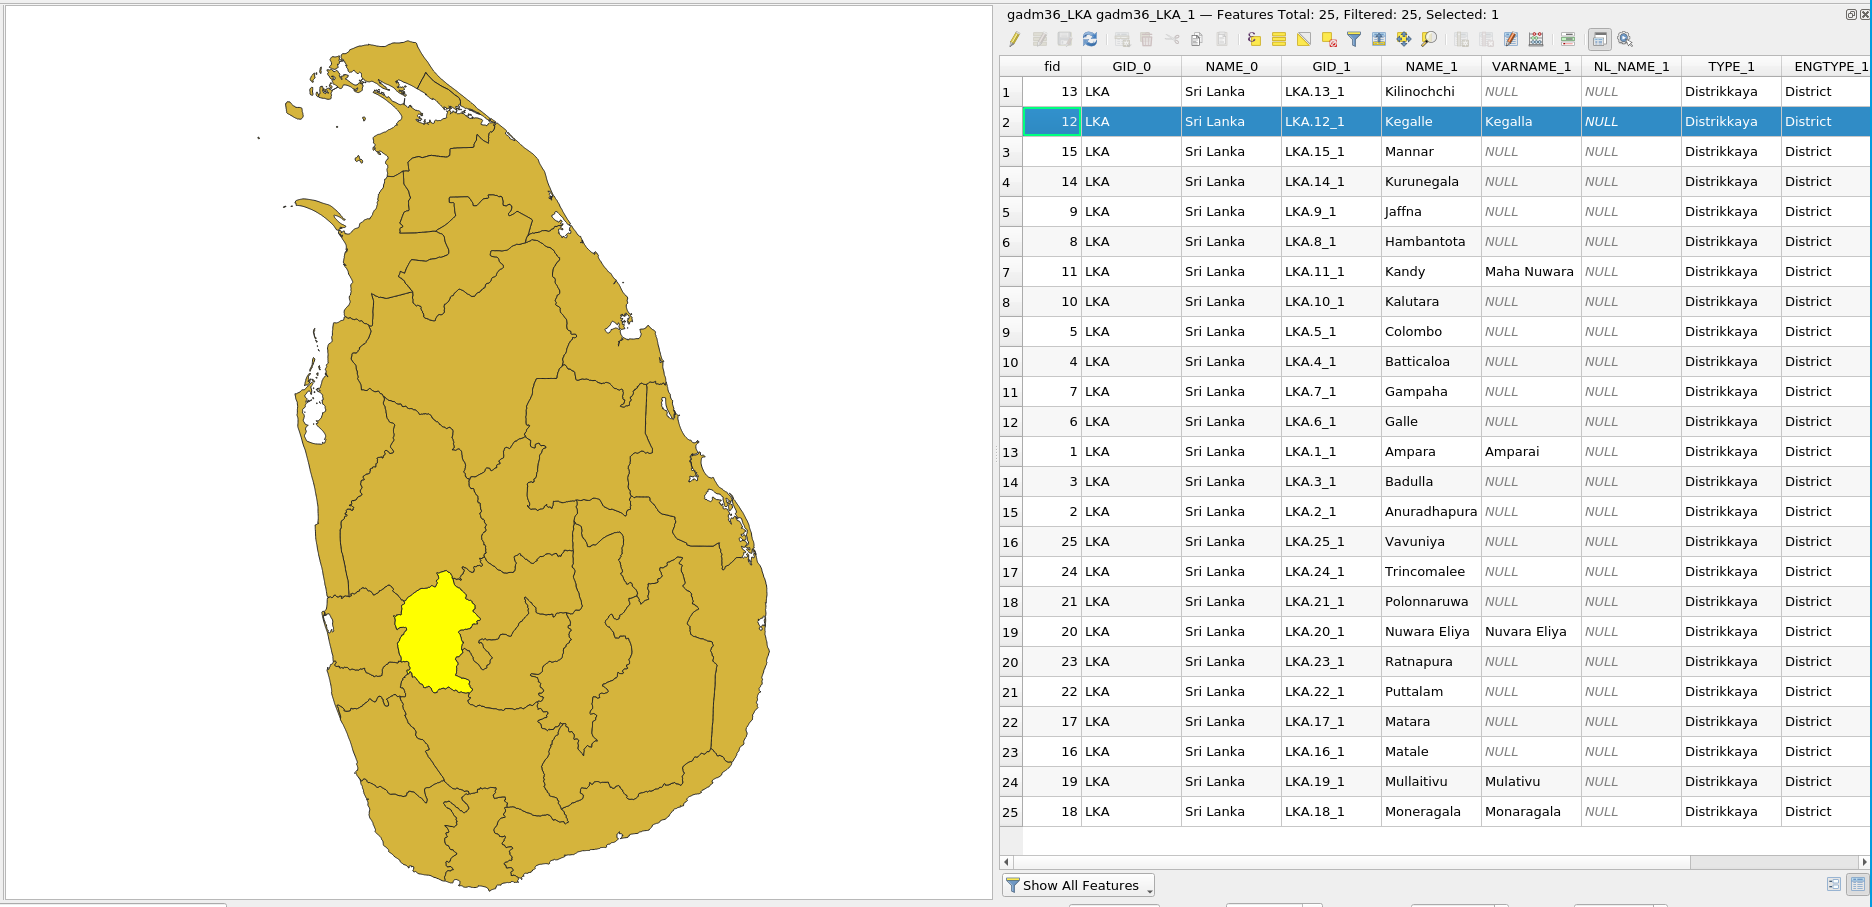 gadm36_LKA gadm36_LKA_1 — Features Total: 25, Filtered: 25, Selected: 1
fid GID_0 NAME_0 GID_1 NAME_1 VARNAME_1 NL_NAME_1 TYPE_1 ENGTYPE_1
1 13 LKA Sri Lanka LKA.13_1 Kilinochchi NULL NULL Distrikkaya District
2 12 LKA Sri Lanka LKA.12_1 Kegalle Kegalla NULL Distrikkaya District
3 15 LKA Sri Lanka LKA.15_1 Mannar NULL NULL Distrikkaya District
4 14 LKA Sri Lanka LKA.14_1 Kurunegala NULL NULL Distrikkaya District
5 9 LKA Sri Lanka LKA.9_1 Jaffna NULL NULL Distrikkaya District
6 8 LKA Sri Lanka LKA.8_1 Hambantota NULL NULL Distrikkaya District
7 11 LKA Sri Lanka LKA.11_1 Kandy Maha Nuwara NULL Distrikkaya District
8 10 LKA Sri Lanka LKA.10_1 Kalutara NULL NULL Distrikkaya District
9 5 LKA Sri Lanka LKA.5_1 Colombo NULL NULL Distrikkaya District
10 4 LKA Sri Lanka LKA.4_1 Batticaloa NULL NULL Distrikkaya District
11 7 LKA Sri Lanka LKA.7_1 Gampaha NULL NULL Distrikkaya District
12 6 LKA Sri Lanka LKA.6_1 Galle NULL NULL Distrikkaya District
13 1 LKA Sri Lanka LKA.1_1 Ampara Amparai NULL Distrikkaya District
14 3 LKA Sri Lanka LKA.3_1 Badulla NULL NULL Distrikkaya District
15 2 LKA Sri Lanka LKA.2_1 Anuradhapura NULL NULL Distrikkaya District
16 25 LKA Sri Lanka LKA.25_1 Vavuniya NULL NULL Distrikkaya District
17 24 LKA Sri Lanka LKA.24_1 Trincomalee NULL NULL Distrikkaya District
18 21 LKA Sri Lanka LKA.21_1 Polonnaruwa NULL NULL Distrikkaya District
19 20 LKA Sri Lanka LKA.20_1 Nuwara Eliya Nuvara Eliya NULL Distrikkaya District
20 23 LKA Sri Lanka LKA.23_1 Ratnapura NULL NULL Distrikkaya District
21 22 LKA Sri Lanka LKA.22_1 Puttalam NULL NULL Distrikkaya District
22 17 LKA Sri Lanka LKA.17_1 Matara NULL NULL Distrikkaya District
23 16 LKA Sri Lanka LKA.16_1 Matale NULL NULL Distrikkaya District
24 19 LKA Sri Lanka LKA.19_1 Mullaitivu Mulativu NULL Distrikkaya District
25 18 LKA Sri Lanka LKA.18_1 Moneragala Monaragala NULL Distrikkaya District
Show All Features